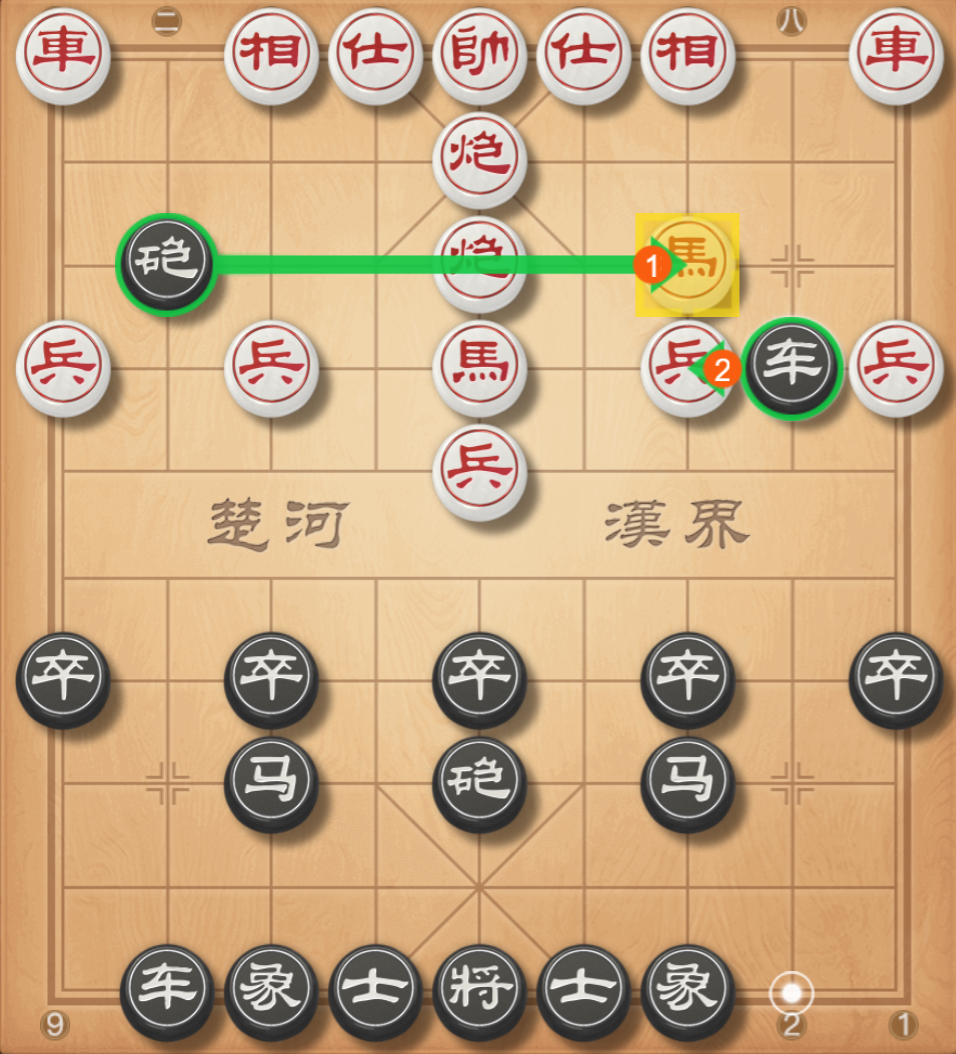 二 八
車 相 仕 帥 仕 相 車
炮
砲 炮 1 馬
兵 兵 馬 兵 2 车 兵
兵
楚河 漢界
卒 卒 卒 卒 卒
马 砲 马
车 象 士 将 士 象
9 2 1